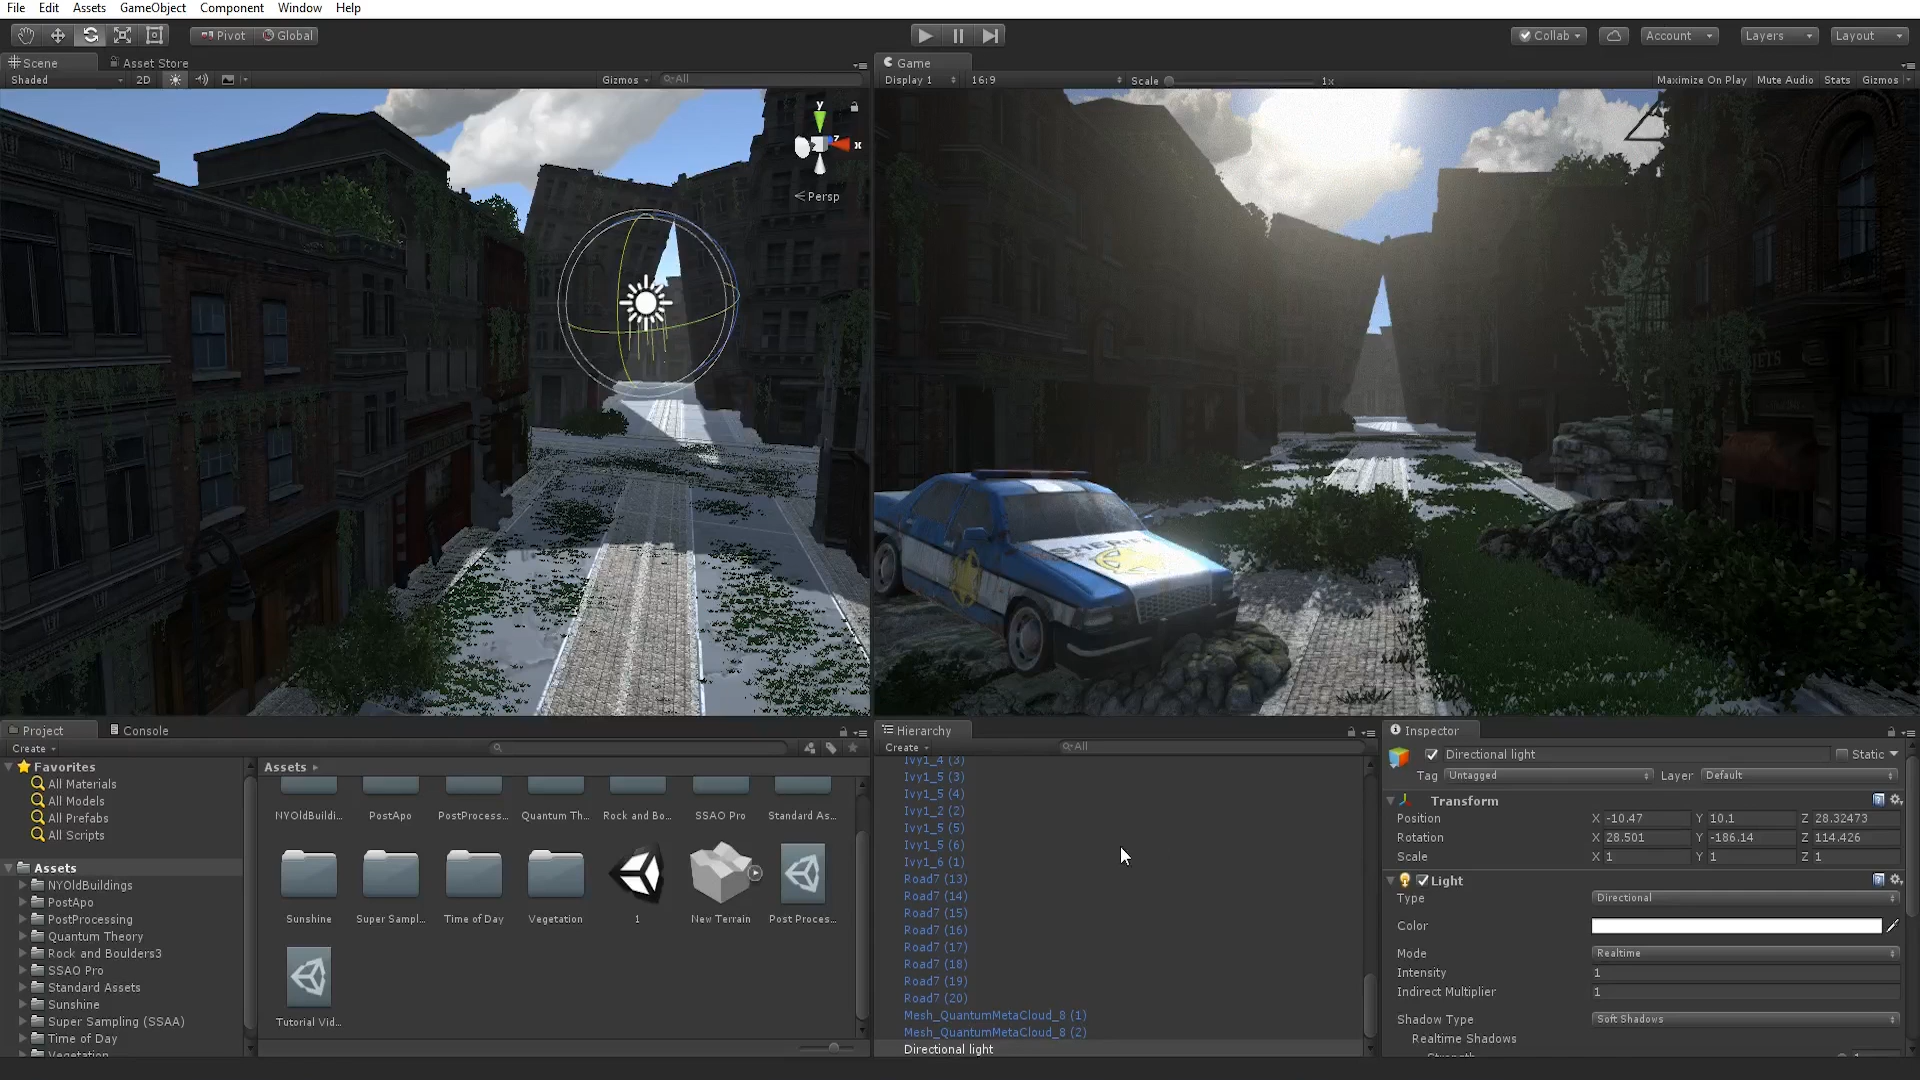 File Edit Assets GameObject Component Window Help
Pivot Global Collab Account Layers Layout
Scene Asset Store
Shaded 2D Gizmos All
y
x
z
Persp
Game
Display 1 16:9 Scale 1x Maximize On Play Mute Audio Stats Gizmos
SHERIFF
Project Console
Create
Favorites
All Materials
All Models
All Prefabs
All Scripts
Assets
NYOldBuildings
PostApo
PostProcessing
Quantum Theory
Rock and Boulders3
SSAO Pro
Standard Assets
Sunshine
Super Sampling (SSAA)
Time of Day
Vegetation
Assets
NYOldBuildi... PostApo PostProcess... Quantum Th... Rock and Bo... SSAO Pro Standard As...
Sunshine Super Sampl... Time of Day Vegetation 1 New Terrain Post Proces...
Tutorial Vid...
Hierarchy
Create All
Ivy1_4 (3)
Ivy1_5 (3)
Ivy1_5 (4)
Ivy1_2 (2)
Ivy1_5 (5)
Ivy1_5 (6)
Ivy1_6 (1)
Road7 (13)
Road7 (14)
Road7 (15)
Road7 (16)
Road7 (17)
Road7 (18)
Road7 (19)
Road7 (20)
Mesh_QuantumMetaCloud_8 (1)
Mesh_QuantumMetaCloud_8 (2)
Directional light
Inspector
Directional light Static
Tag Untagged Layer Default
Transform
Position X -10.47 Y 10.1 Z 28.32473
Rotation X 28.501 Y -186.14 Z 114.426
Scale X 1 Y 1 Z 1
Light
Type Directional
Color
Mode Realtime
Intensity 1
Indirect Multiplier 1
Shadow Type Soft Shadows
Realtime Shadows
Strength 1